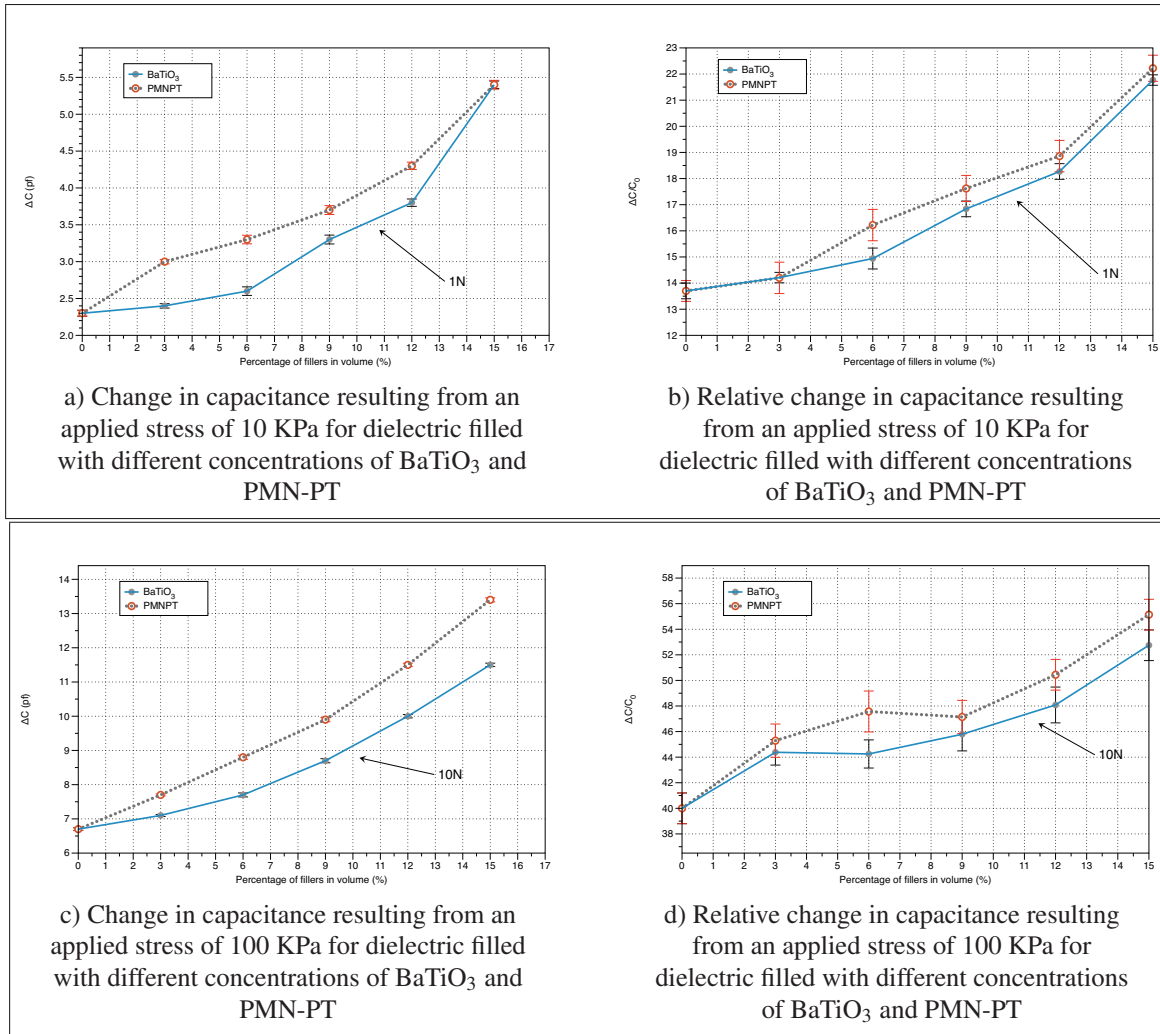 5.5
5.0
4.5
4.0
3.5
3.0
2.5
2.0
ΔC (pf)
BaTiO₃
PMNPT
1N
0 1 2 3 4 5 6 7 8 9 10 11 12 13 14 15 16 17
Percentage of fillers in volume (%)
a) Change in capacitance resulting from an
applied stress of 10 KPa for dielectric filled
with different concentrations of BaTiO₃ and
PMN-PT
23
22
21
20
19
18
17
16
15
14
13
12
ΔC/C₀
BaTiO₃
PMNPT
1N
0 1 2 3 4 5 6 7 8 9 10 11 12 13 14 15
Percentage of fillers in volume (%)
b) Relative change in capacitance resulting
from an applied stress of 10 KPa for
dielectric filled with different concentrations
of BaTiO₃ and PMN-PT
14
13
12
11
10
9
8
7
6
ΔC (pf)
BaTiO₃
PMNPT
10N
0 1 2 3 4 5 6 7 8 9 10 11 12 13 14 15 16 17
Percentage of fillers in volume (%)
c) Change in capacitance resulting from an
applied stress of 100 KPa for dielectric filled
with different concentrations of BaTiO₃ and
PMN-PT
58
56
54
52
50
48
46
44
42
40
38
ΔC/C₀
BaTiO₃
PMNPT
10N
0 1 2 3 4 5 6 7 8 9 10 11 12 13 14 15
Percentage of fillers in volume (%)
d) Relative change in capacitance resulting
from an applied stress of 100 KPa for
dielectric filled with different concentrations
of BaTiO₃ and PMN-PT